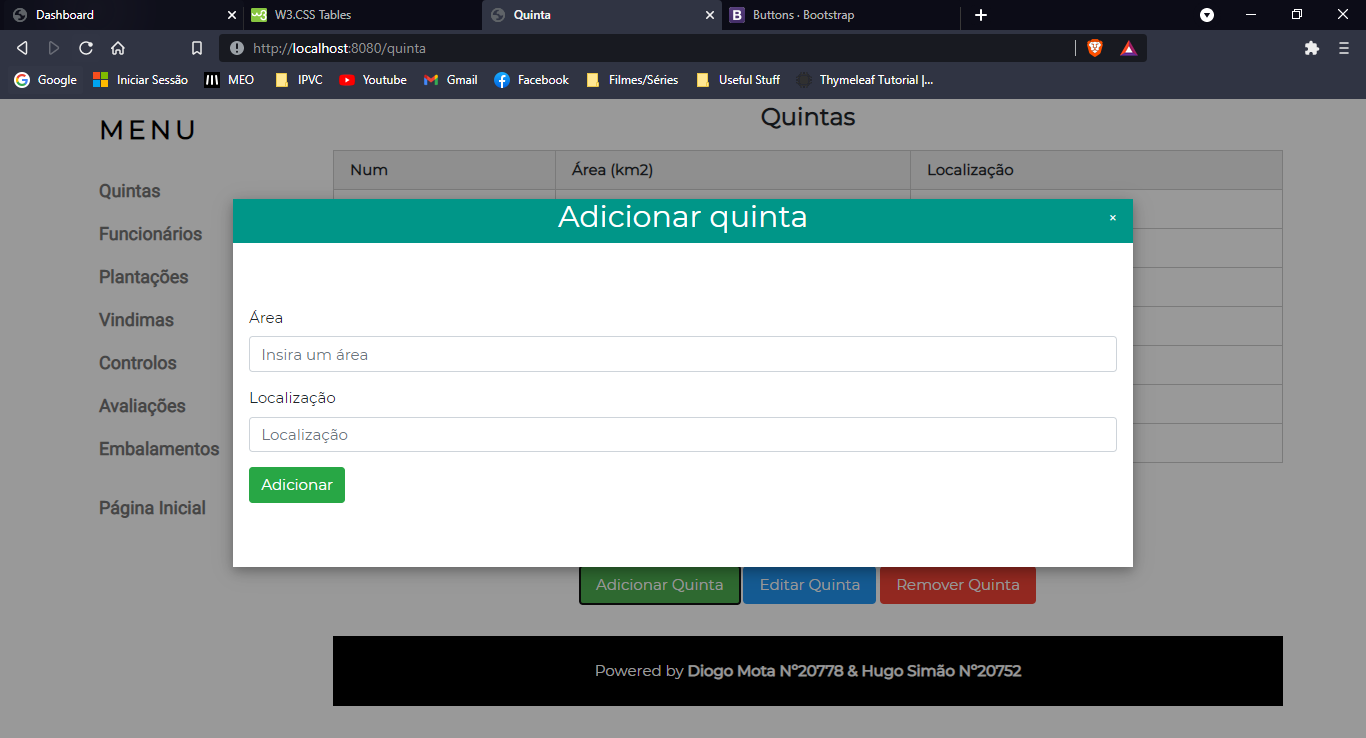 Dashboard
W3.CSS Tables
Quinta
Buttons · Bootstrap
http://localhost:8080/quinta
Google
Iniciar Sessão
MEO
IPVC
Youtube
Gmail
Facebook
Filmes/Séries
Useful Stuff
Thymeleaf Tutorial |...
MENU
Quintas
Funcionários
Plantações
Vindimas
Controlos
Avaliações
Embalamentos
Página Inicial
Quintas
Num Área (km2) Localização
Adicionar quinta ×
Área
Insira um área
Localização
Localização
Adicionar
Adicionar Quinta Editar Quinta Remover Quinta
Powered by Diogo Mota Nº20778 & Hugo Simão Nº20752